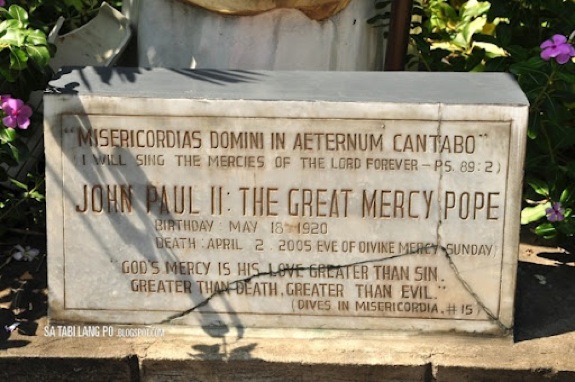 "MISERICORDIAS DOMINI IN AETERNUM CANTABO"
(I WILL SING THE MERCIES OF THE LORD FOREVER - PS. 89:2)
JOHN PAUL II: THE GREAT MERCY POPE
BIRTHDAY: MAY 18 1920
DEATH: APRIL 2, 2005 EVE OF DIVINE MERCY SUNDAY
"GOD'S MERCY IS HIS LOVE GREATER THAN SIN,
GREATER THAN DEATH, GREATER THAN EVIL."
(DIVES IN MISERICORDIA, #15)
SA TABI LANG PO .BLOGSPOT.COM